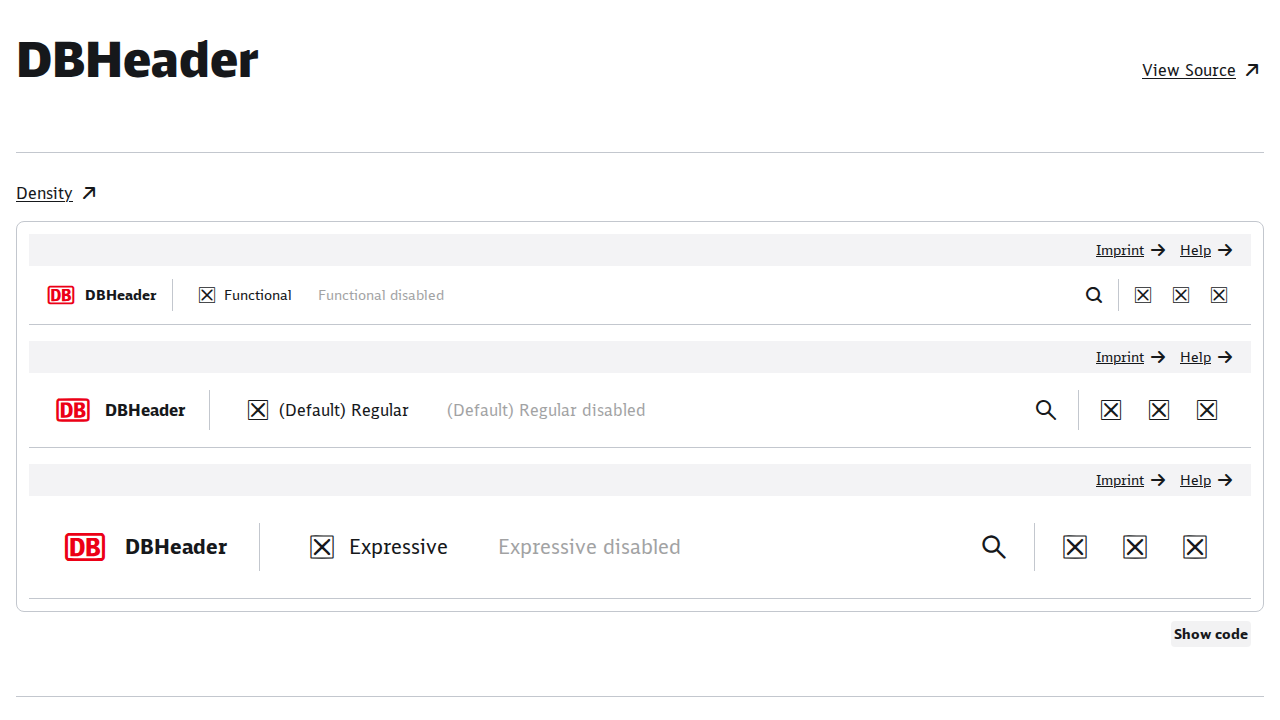 DBHeader
View Source
Density
Imprint Help
DB DBHeader Functional Functional disabled
Imprint Help
DB DBHeader (Default) Regular (Default) Regular disabled
Imprint Help
DB DBHeader Expressive Expressive disabled
Show code